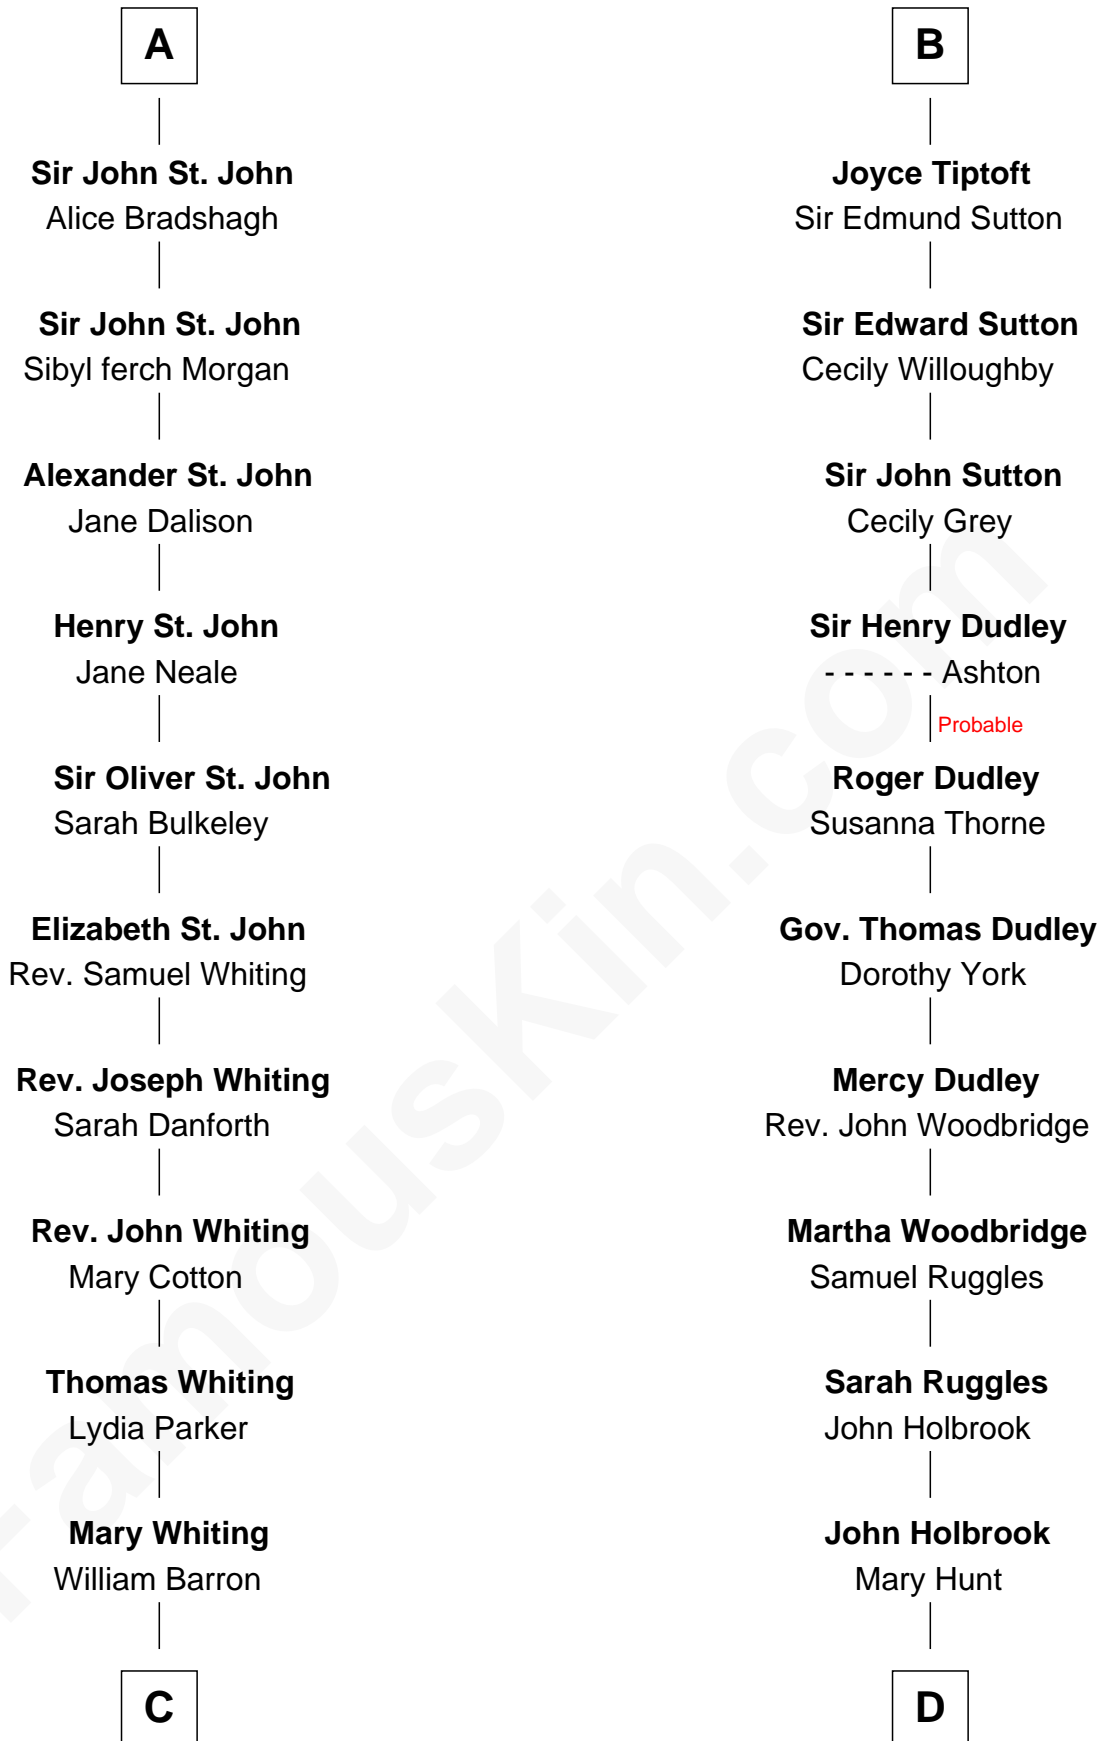 A
Sir John St. John
Alice Bradshagh
Sir John St. John
Sibyl ferch Morgan
Alexander St. John
Jane Dalison
Henry St. John
Jane Neale
Sir Oliver St. John
Sarah Bulkeley
Elizabeth St. John
Rev. Samuel Whiting
Rev. Joseph Whiting
Sarah Danforth
Rev. John Whiting
Mary Cotton
Thomas Whiting
Lydia Parker
Mary Whiting
William Barron
C
B
Joyce Tiptoft
Sir Edmund Sutton
Sir Edward Sutton
Cecily Willoughby
Sir John Sutton
Cecily Grey
Sir Henry Dudley
- - - - - - Ashton
Probable
Roger Dudley
Susanna Thorne
Gov. Thomas Dudley
Dorothy York
Mercy Dudley
Rev. John Woodbridge
Martha Woodbridge
Samuel Ruggles
Sarah Ruggles
John Holbrook
John Holbrook
Mary Hunt
D
FamousKin.com